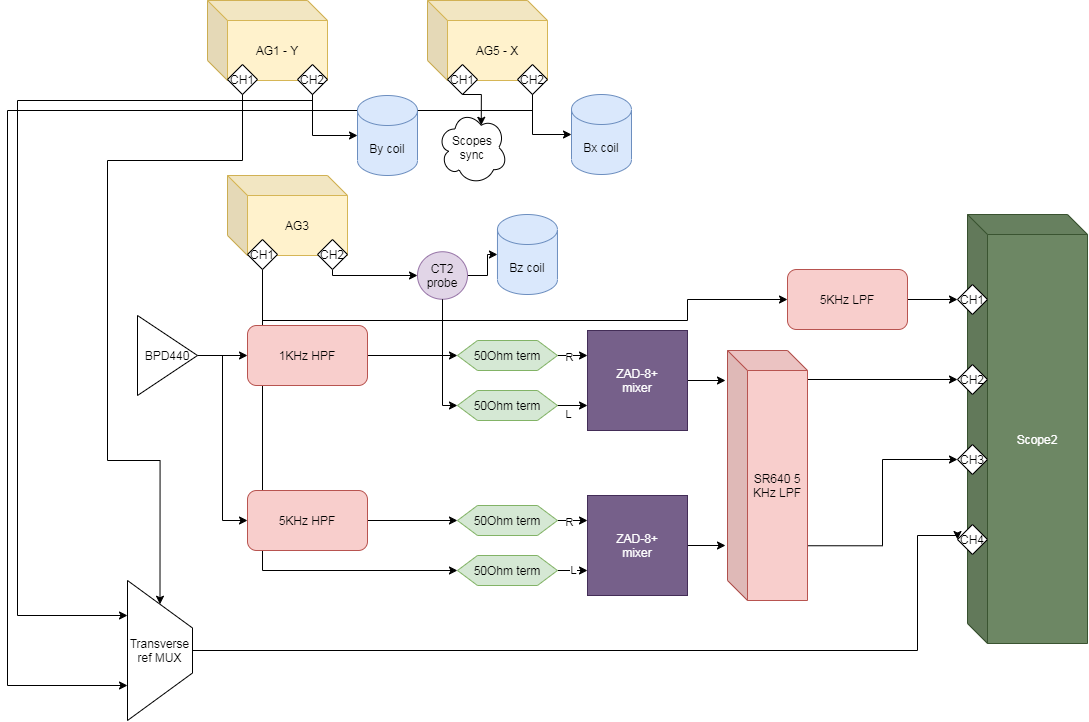 AG1 - Y
AG5 - X
CH1
CH2
CH1
CH2
By coil
Scopes
sync
Bx coil
AG3
CH1
CH2
CT2
probe
Bz coil
5KHz LPF
CH1
BPD440
1KHz HPF
50Ohm term
R
50Ohm term
L
ZAD-8+
mixer
CH2
Scope2
CH3
SR640 5
KHz LPF
5KHz HPF
50Ohm term
R
50Ohm term
L
ZAD-8+
mixer
CH4
Transverse
ref MUX